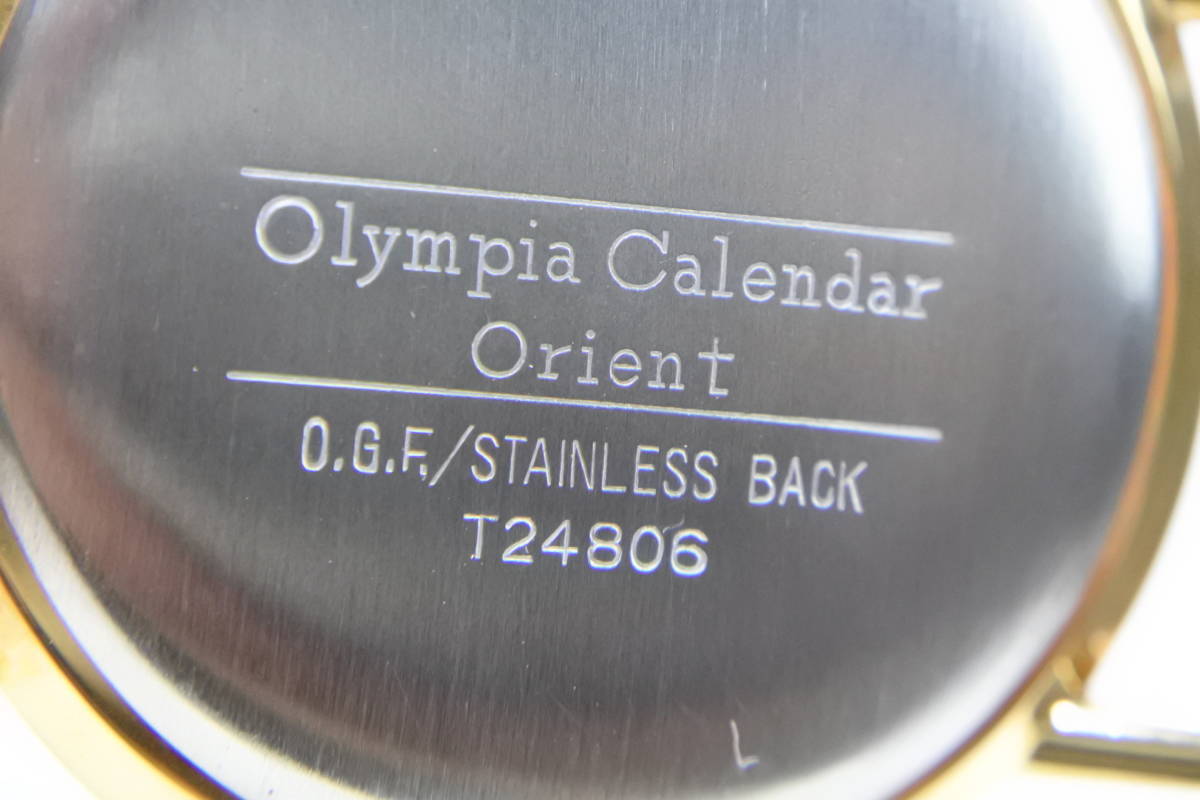 Olympia Calendar
Orient
O.G.F./STAINLESS BACK
T24806